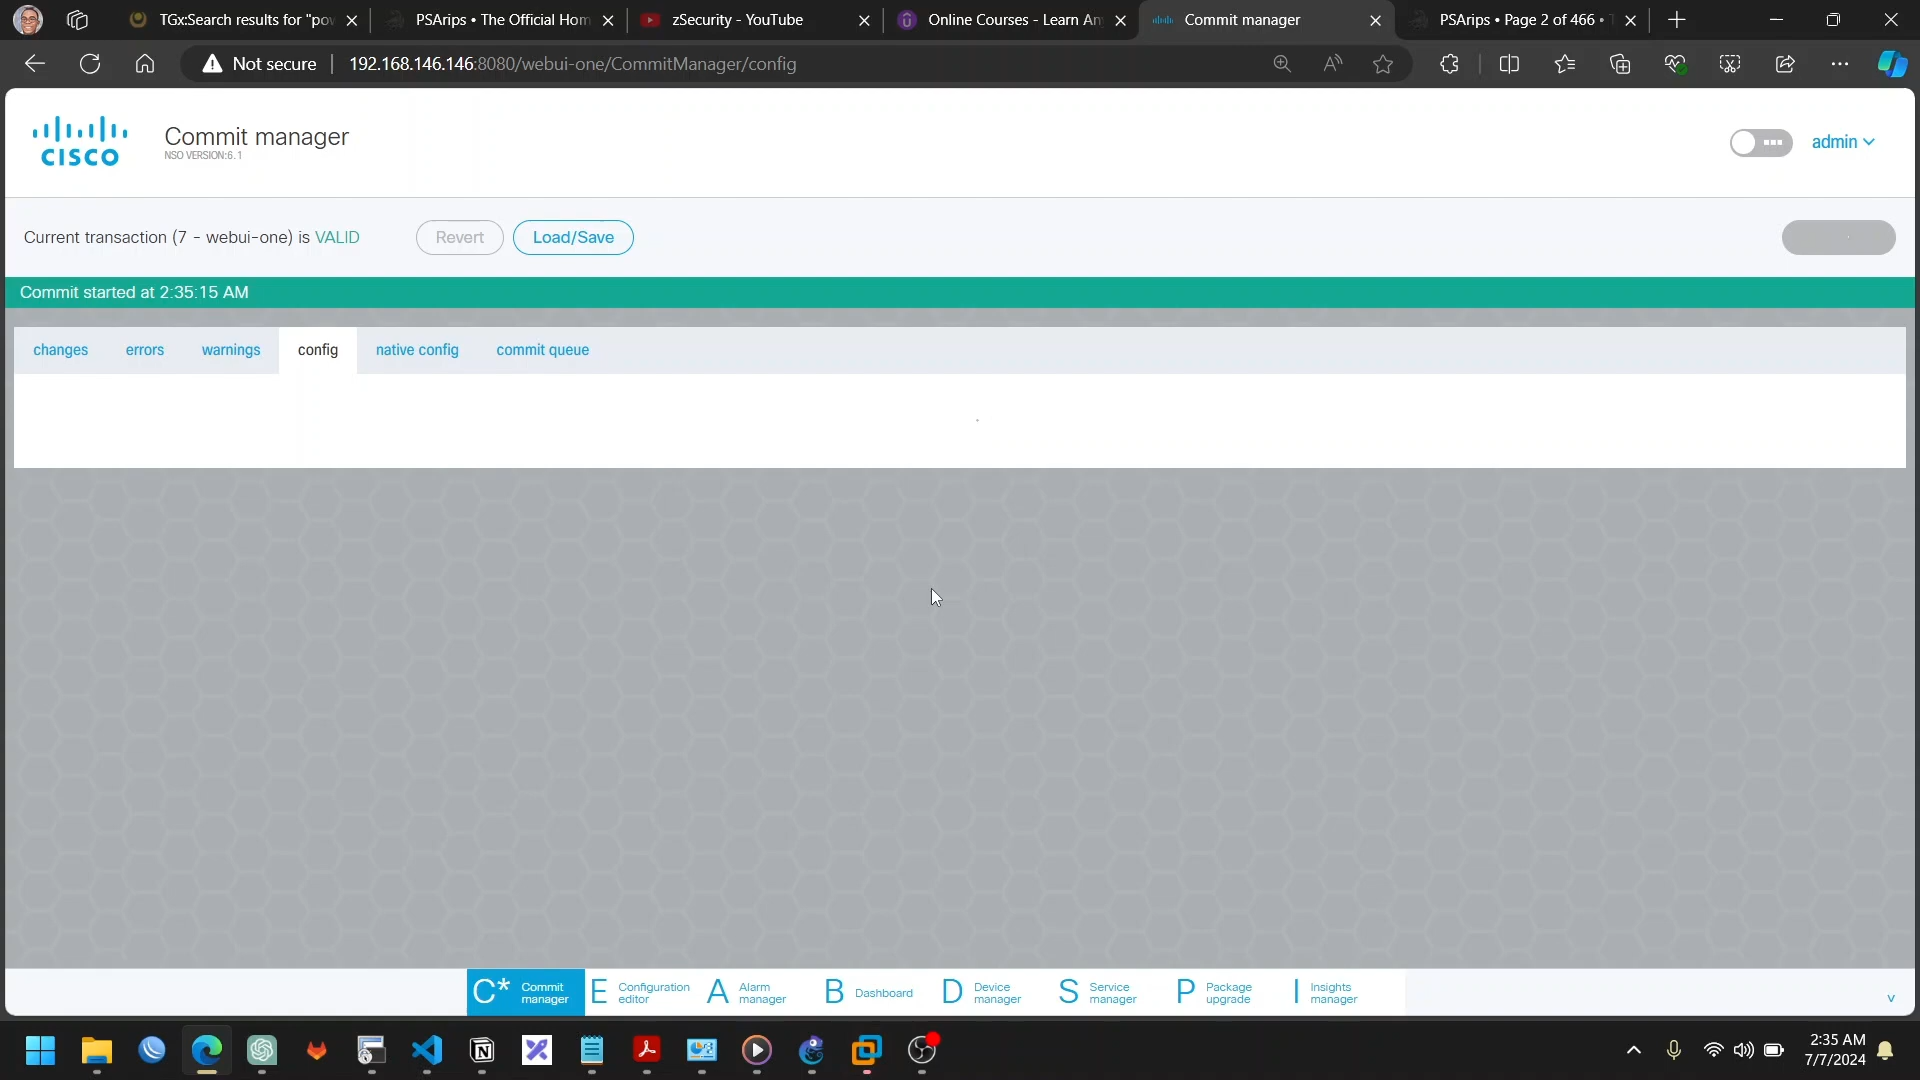 TGx:Search results for "pov
PSArips • The Official Hom
zSecurity - YouTube
Online Courses - Learn An
Commit manager
PSArips • Page 2 of 466 •
Not secure
192.168.146.146:8080/webui-one/CommitManager/config
CISCO
Commit manager
NSO VERSION:6.1
admin
Current transaction (7 - webui-one) is VALID
Revert
Load/Save
Commit started at 2:35:15 AM
changes
errors
warnings
config
native config
commit queue
C* Commit manager
E Configuration editor
A Alarm manager
B Dashboard
D Device manager
S Service manager
P Package upgrade
I Insights manager
v
2:35 AM
7/7/2024